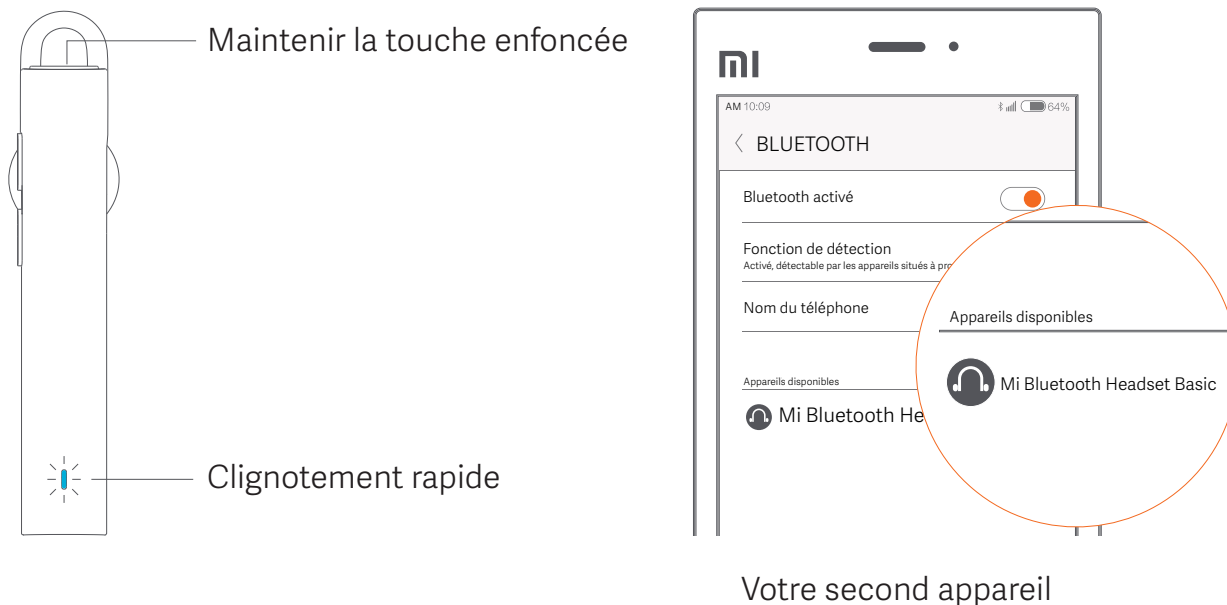 Maintenir la touche enfoncée
Clignotement rapide
mi
AM 10:09
64%
BLUETOOTH
Bluetooth activé
Fonction de détection
Activé, détectable par les appareils situés à
Nom du téléphone
Appareils disponibles
Mi Bluetooth He
Appareils disponibles
Mi Bluetooth Headset Basic
Votre second appareil